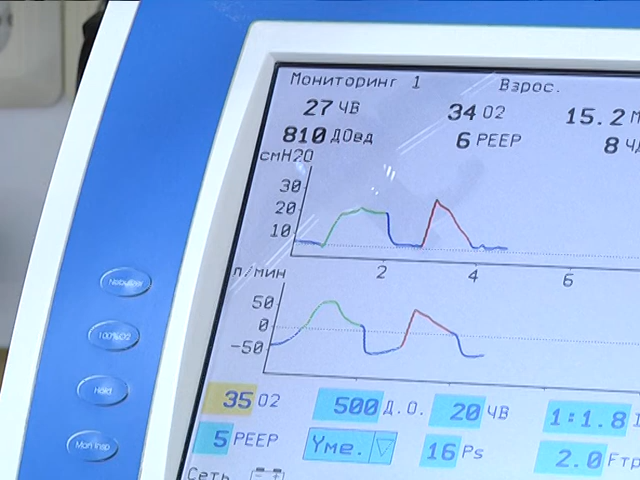 Мониторинг 1 Взрос.
27 ЧВ 34 O2 15.2
810 ДОвд 6 PEEP 8
смH2O
30
20
10
2 4 6
л/мин
50
0
-50
35 O2 500 Д.О. 20 ЧВ 1:1.8
5 PEEP Уме. 16 Ps 2.0 Fтр
Сеть
Nebulizer
100%O2
Hold
Man Insp